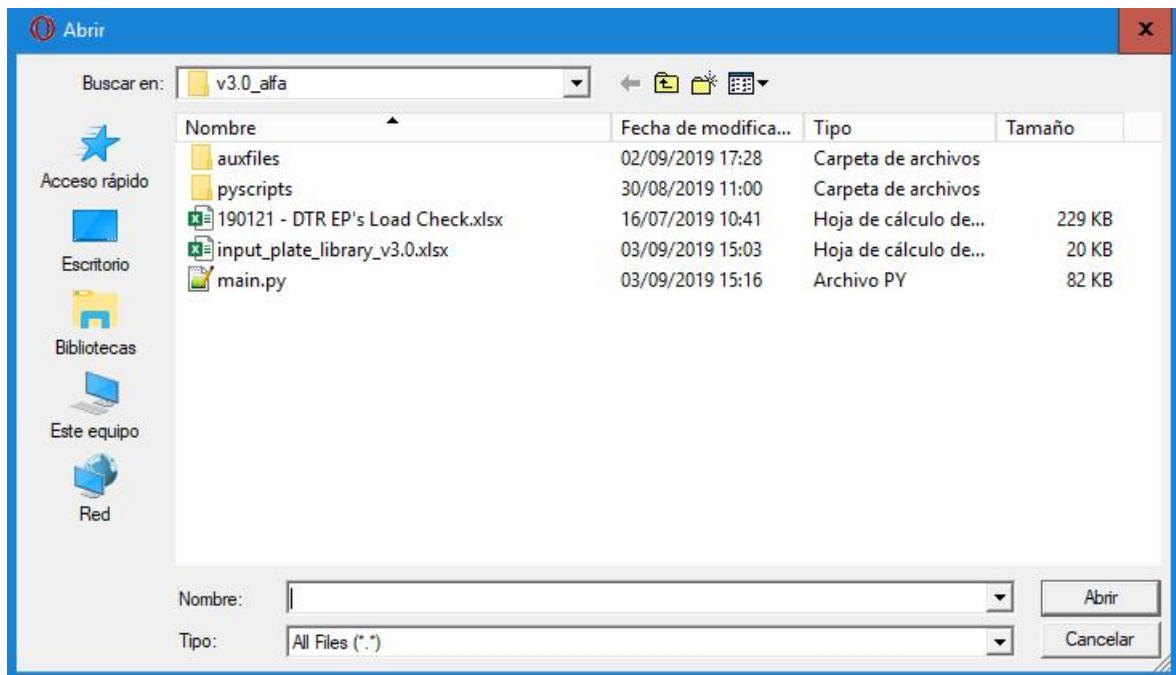 Abrir
x
Buscar en: v3.0_alfa
Nombre Fecha de modifica... Tipo Tamaño
auxfiles 02/09/2019 17:28 Carpeta de archivos
pyscripts 30/08/2019 11:00 Carpeta de archivos
190121 - DTR EP's Load Check.xlsx 16/07/2019 10:41 Hoja de cálculo de... 229 KB
input_plate_library_v3.0.xlsx 03/09/2019 15:03 Hoja de cálculo de... 20 KB
main.py 03/09/2019 15:16 Archivo PY 82 KB
Acceso rápido
Escritorio
Bibliotecas
Este equipo
Red
Nombre: Abrir
Tipo: All Files (*.*) Cancelar